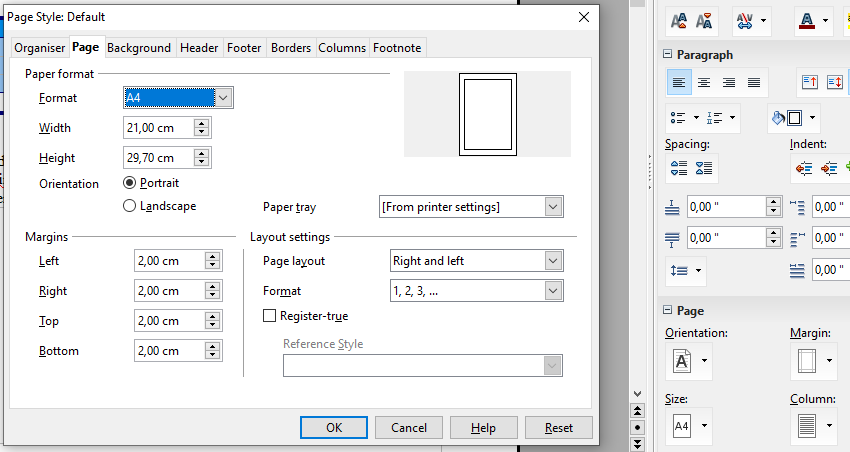 Page Style: Default
Organiser Page Background Header Footer Borders Columns Footnote
Paper format
Format A4
Width 21,00 cm
Height 29,70 cm
Orientation Portrait
Landscape
Paper tray [From printer settings]
Margins
Left 2,00 cm
Right 2,00 cm
Top 2,00 cm
Bottom 2,00 cm
Layout settings
Page layout Right and left
Format 1, 2, 3, ...
Register-true
Reference Style
OK Cancel Help Reset
Paragraph
Spacing: Indent:
0,00 " 0,00 "
0,00 " 0,00 "
0,00 "
Page
Orientation: Margin:
A
Size: Column:
A4